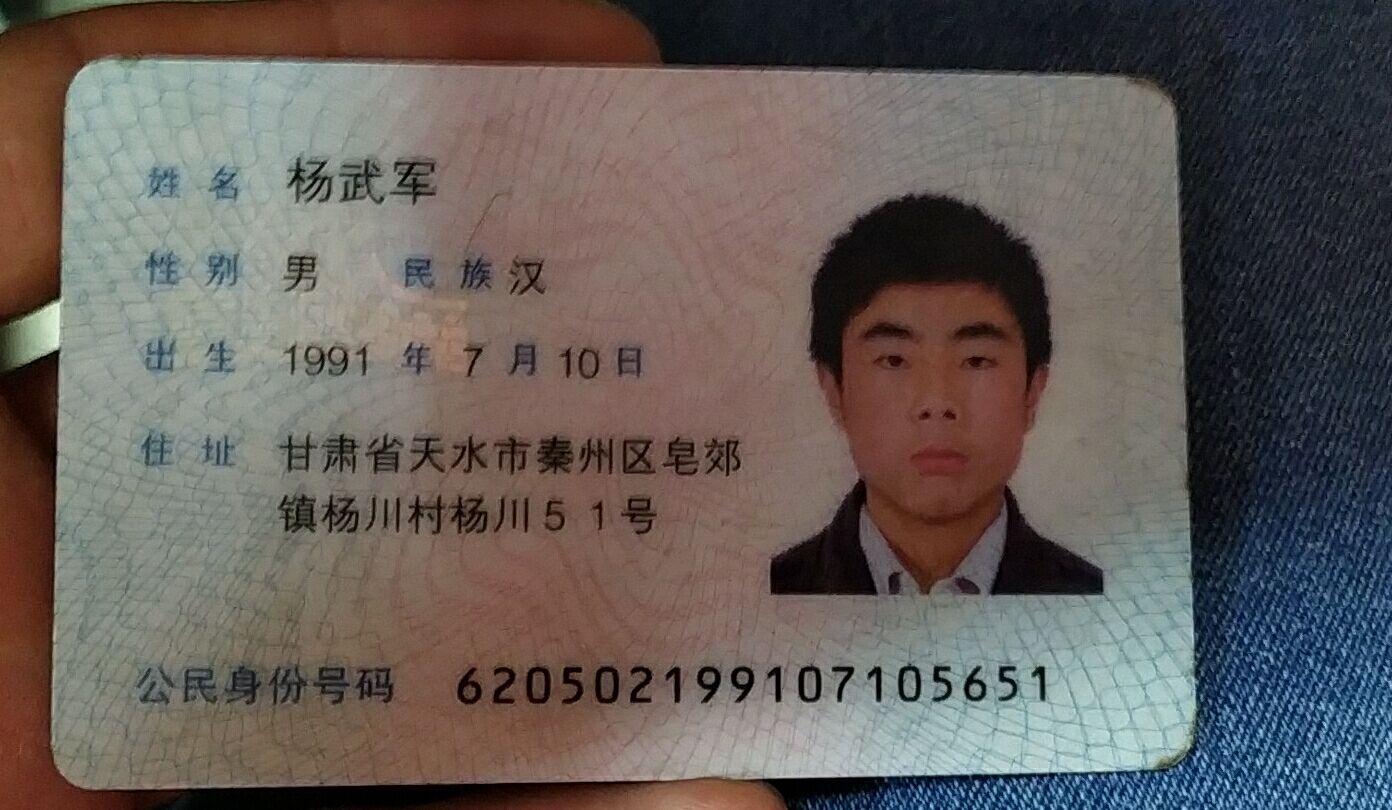 姓名 杨武军
性别 男 民族 汉
出生 1991 年 7 月 10 日
住址 甘肃省天水市秦州区皂郊
镇杨川村杨川51号
公民身份号码 620502199107105651